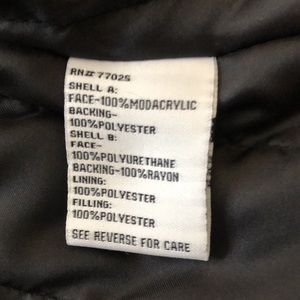 RN# 77025
SHELL A:
FACE-100%MODACRYLIC
BACKING-
100%POLYESTER
SHELL B:
FACE-
100%POLYURETHANE
BACKING-100%RAYON
LINING:
100%POLYESTER
FILLING:
100%POLYESTER
SEE REVERSE FOR CARE